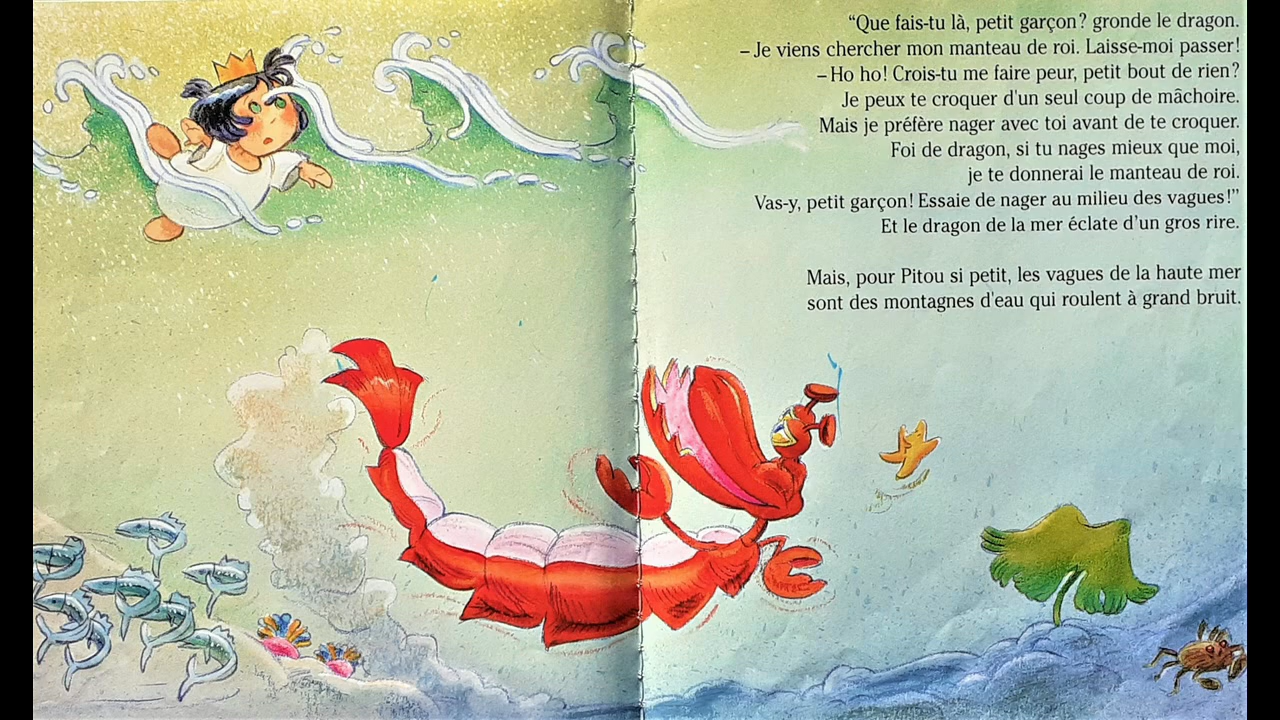 “Que fais-tu là, petit garçon? gronde le dragon.
– Je viens chercher mon manteau de roi. Laisse-moi passer!
– Ho ho! Crois-tu me faire peur, petit bout de rien?
Je peux te croquer d'un seul coup de mâchoire.
Mais je préfère nager avec toi avant de te croquer.
Foi de dragon, si tu nages mieux que moi,
je te donnerai le manteau de roi.
Vas-y, petit garçon! Essaie de nager au milieu des vagues!”
Et le dragon de la mer éclate d’un gros rire.
Mais, pour Pitou si petit, les vagues de la haute mer
sont des montagnes d'eau qui roulent à grand bruit.